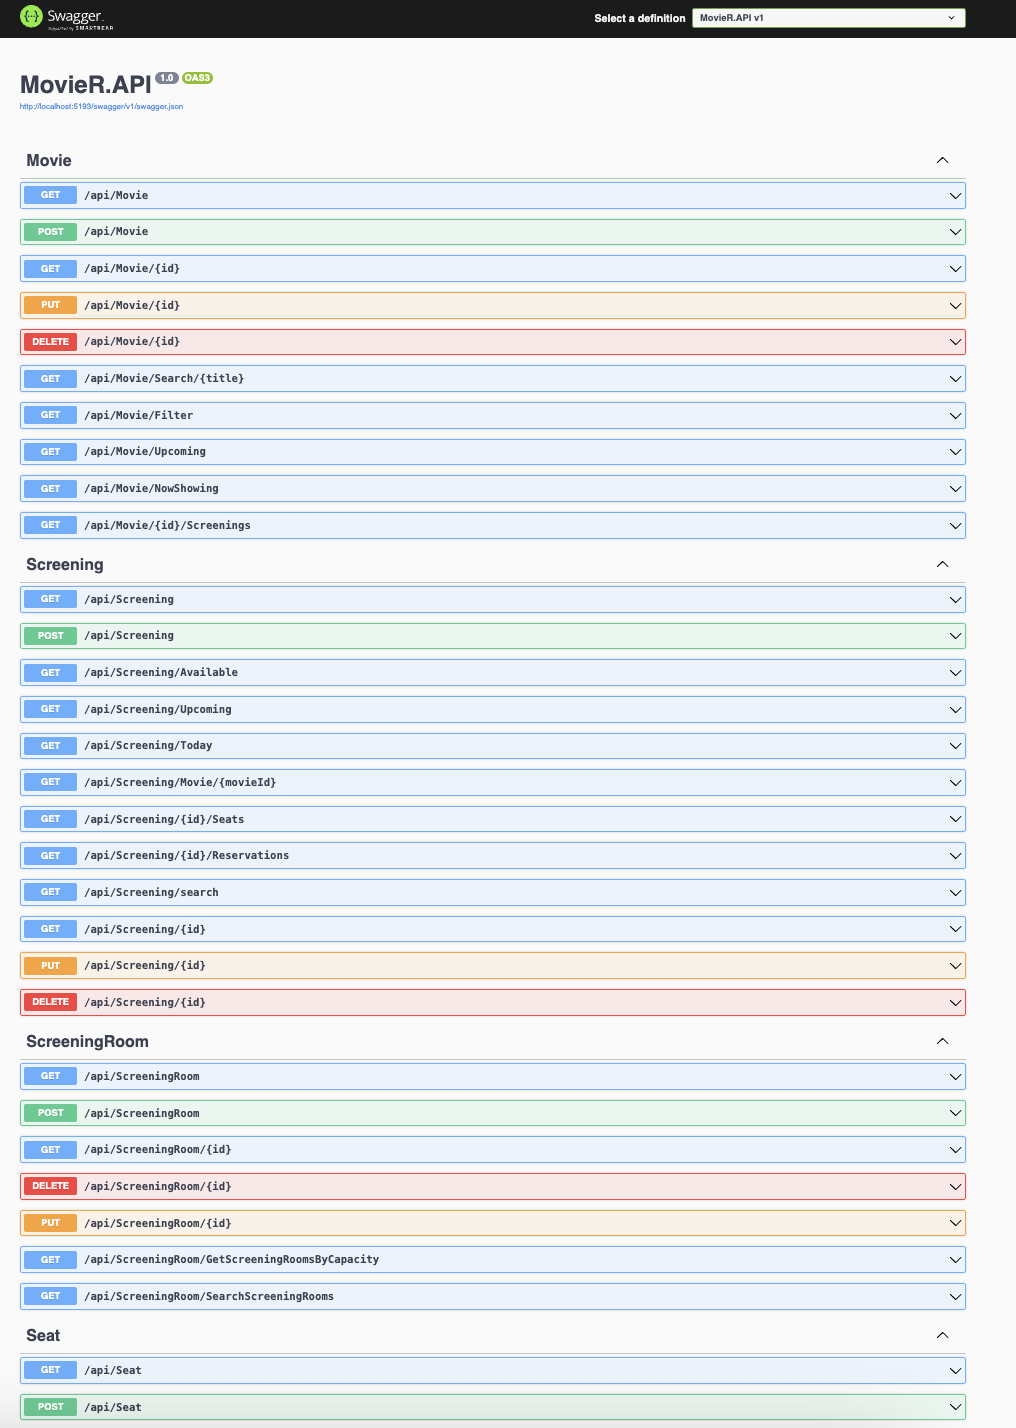 Swagger
Supported by SMARTBEAR
Select a definition
MovieR.API v1
MovieR.API 1.0 OAS3
http://localhost:5193/swagger/v1/swagger.json
Movie
GET /api/Movie
POST /api/Movie
GET /api/Movie/{id}
PUT /api/Movie/{id}
DELETE /api/Movie/{id}
GET /api/Movie/Search/{title}
GET /api/Movie/Filter
GET /api/Movie/Upcoming
GET /api/Movie/NowShowing
GET /api/Movie/{id}/Screenings
Screening
GET /api/Screening
POST /api/Screening
GET /api/Screening/Available
GET /api/Screening/Upcoming
GET /api/Screening/Today
GET /api/Screening/Movie/{movieId}
GET /api/Screening/{id}/Seats
GET /api/Screening/{id}/Reservations
GET /api/Screening/search
GET /api/Screening/{id}
PUT /api/Screening/{id}
DELETE /api/Screening/{id}
ScreeningRoom
GET /api/ScreeningRoom
POST /api/ScreeningRoom
GET /api/ScreeningRoom/{id}
DELETE /api/ScreeningRoom/{id}
PUT /api/ScreeningRoom/{id}
GET /api/ScreeningRoom/GetScreeningRoomsByCapacity
GET /api/ScreeningRoom/SearchScreeningRooms
Seat
GET /api/Seat
POST /api/Seat